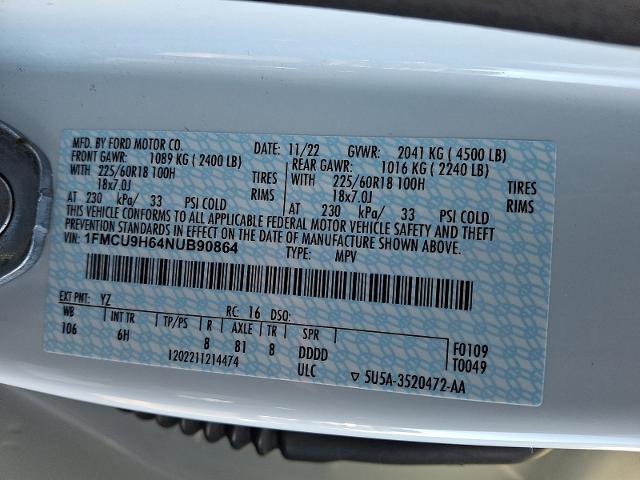 MFD. BY FORD MOTOR CO. DATE: 11/22 GVWR: 2041 KG ( 4500 LB)
FRONT GAWR: 1089 KG ( 2400 LB) REAR GAWR: 1016 KG ( 2240 LB)
WITH 225/60R18 100H TIRES WITH 225/60R18 100H TIRES
18x7.0J RIMS 18x7.0J RIMS
AT 230 kPa/ 33 PSI COLD AT 230 kPa/ 33 PSI COLD
THIS VEHICLE CONFORMS TO ALL APPLICABLE FEDERAL MOTOR VEHICLE SAFETY AND THEFT
PREVENTION STANDARDS IN EFFECT ON THE DATE OF MANUFACTURE SHOWN ABOVE.
VIN: 1FMCU9H64NUB90864 TYPE: MPV
EXT PNT: YZ RC: 16 DSO:
WB INT TR TP/PS R AXLE TR SPR
106 6H 8 81 8 DDDD F0109
1202211214474 ULC T0049
5U5A-3520472-AA